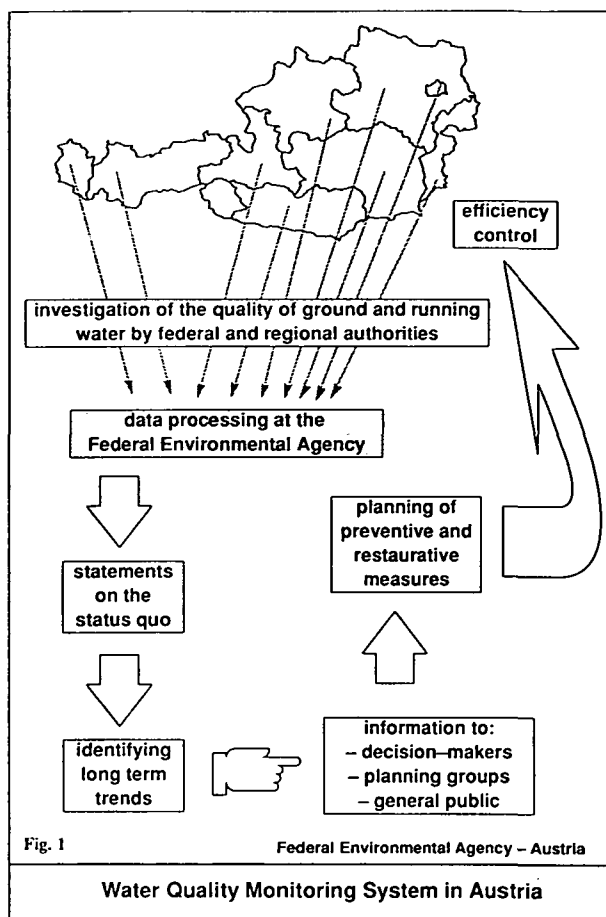 efficiency
control
investigation of the quality of ground and running
water by federal and regional authorities
data processing at the
Federal Environmental Agency
statements
on the
status quo
identifying
long term
trends
information to:
– decision–makers
– planning groups
– general public
planning of
preventive and
restaurative
measures
Fig. 1
Federal Environmental Agency – Austria
Water Quality Monitoring System in Austria